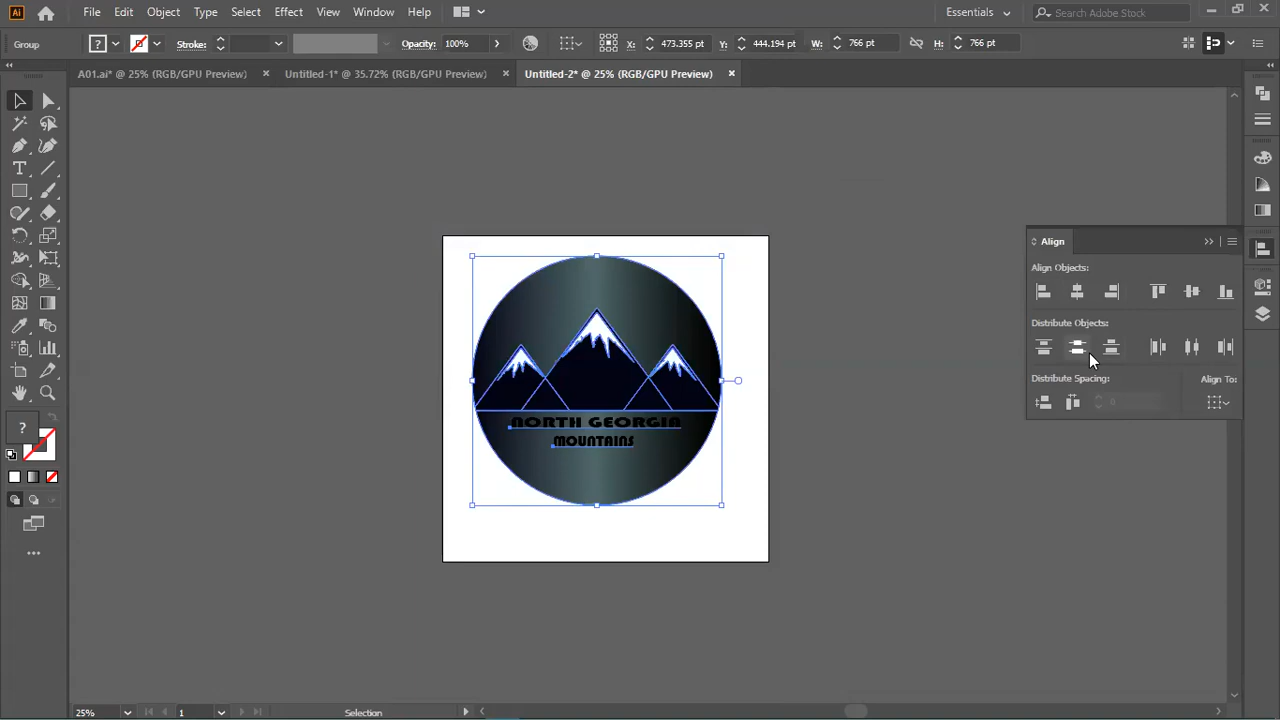 Ai File Edit Object Type Select Effect View Window Help Essentials Search Adobe Stock
Group ? Stroke: Opacity: 100% X: 473.355 pt Y: 444.194 pt W: 766 pt H: 766 pt
A01.ai* @ 25% (RGB/GPU Preview) × Untitled-1* @ 35.72% (RGB/GPU Preview) × Untitled-2* @ 25% (RGB/GPU Preview) ×
Align
Align Objects:
Distribute Objects:
Distribute Spacing: Align To:
0
NORTH GEORGIA
MOUNTAINS
?
25% 1 Selection